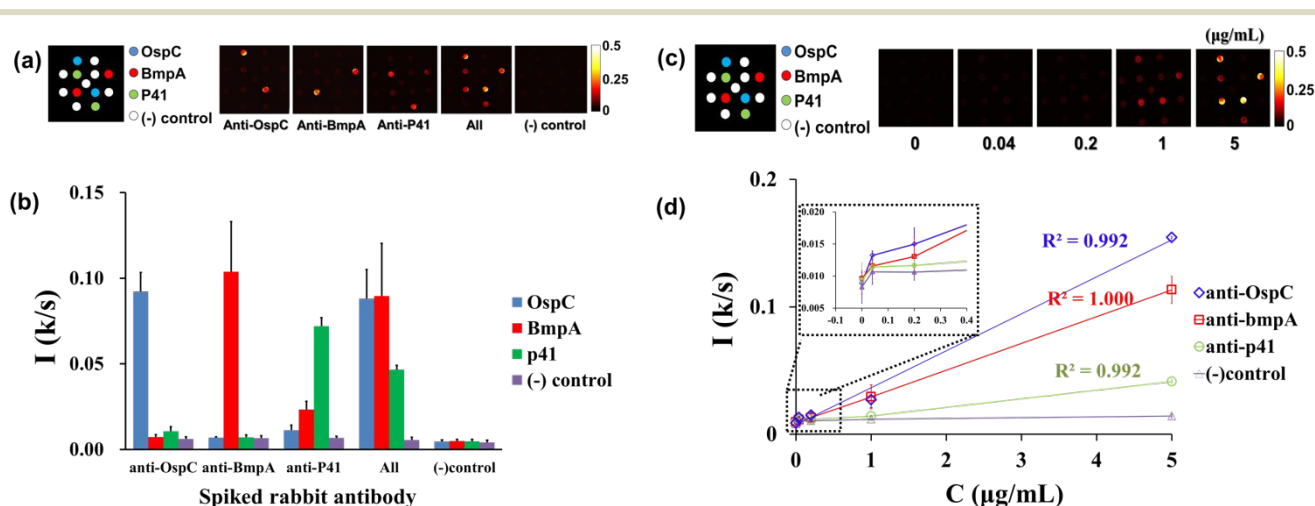 (a)
OspC
BmpA
P41
(-) control
Anti-OspC Anti-BmpA Anti-P41 All (-) control
0.5
0.25
0
(b)
I (k/s)
0.15
0.10
0.05
0.00
OspC
BmpA
p41
(-) control
anti-OspC anti-BmpA anti-P41 All (-)control
Spiked rabbit antibody
(c)
OspC
BmpA
P41
(-) control
(µg/mL)
0 0.04 0.2 1 5
0.5
0.25
0
(d)
I (k/s)
0.2
0.1
0
0.020
0.015
0.010
0.005
-0.1 0 0.1 0.2 0.3 0.4
R² = 0.992
R² = 1.000
R² = 0.992
anti-OspC
anti-bmpA
anti-p41
(-)control
0 1 2 3 4 5
C (µg/mL)